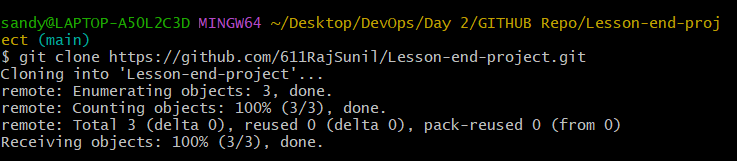 sandy@LAPTOP-A5OL2C3D MINGW64 ~/Desktop/DevOps/Day 2/GITHUB Repo/Lesson-end-proj
ect (main)
$ git clone https://github.com/611RajSunil/Lesson-end-project.git
Cloning into 'Lesson-end-project'...
remote: Enumerating objects: 3, done.
remote: Counting objects: 100% (3/3), done.
remote: Total 3 (delta 0), reused 0 (delta 0), pack-reused 0 (from 0)
Receiving objects: 100% (3/3), done.